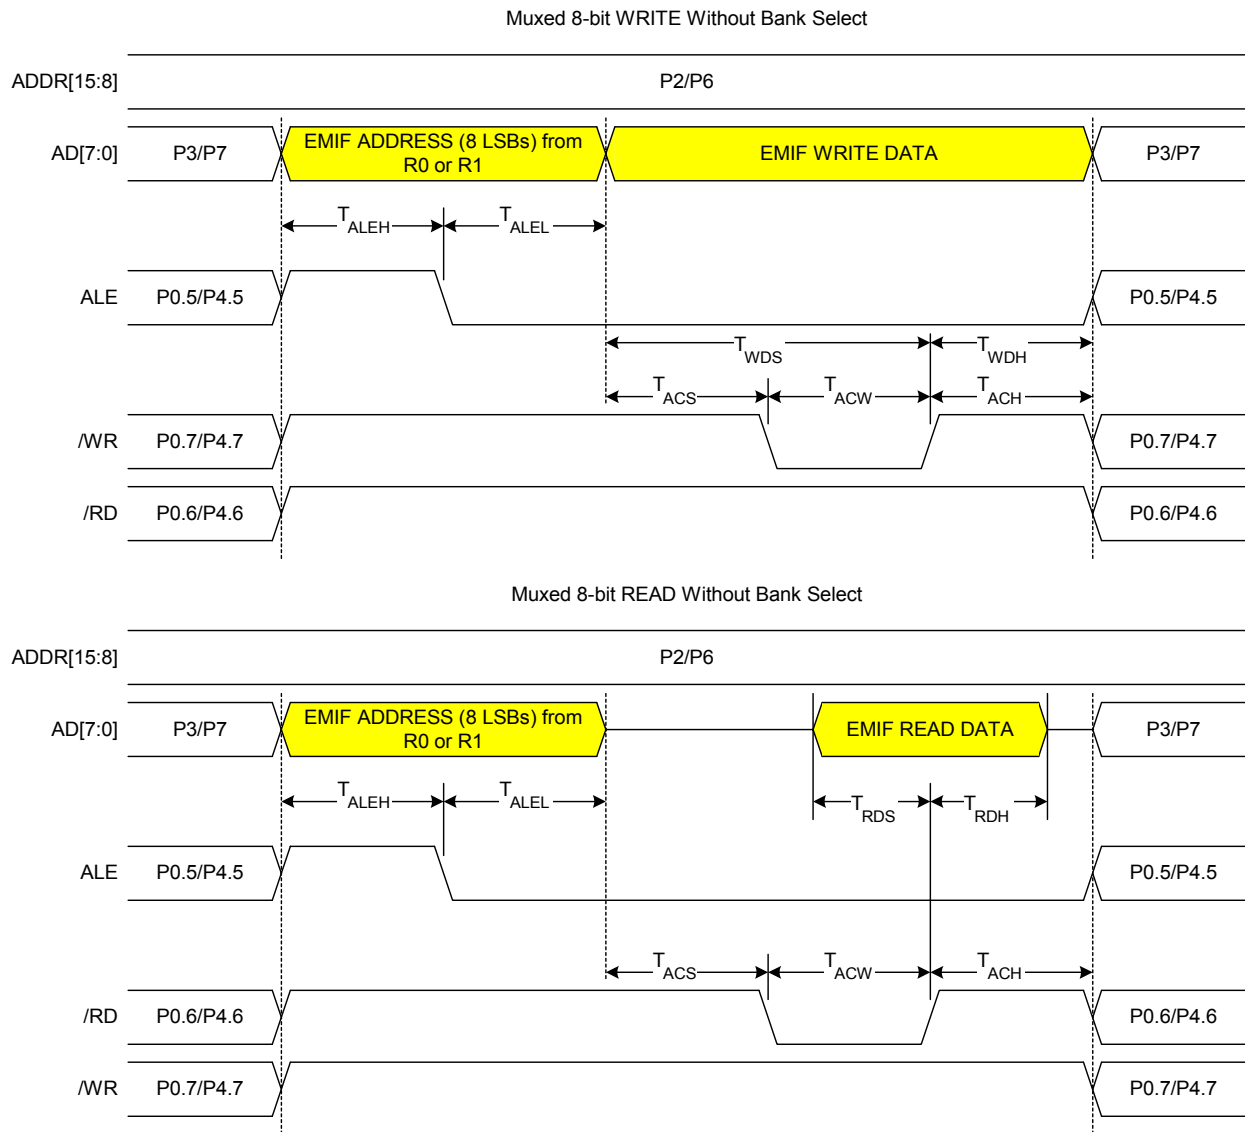 Muxed 8-bit WRITE Without Bank Select
ADDR[15:8] P2/P6
AD[7:0] P3/P7 EMIF ADDRESS (8 LSBs) from R0 or R1 EMIF WRITE DATA P3/P7
TALEH TALEL
ALE P0.5/P4.5 P0.5/P4.5
TWDS TWDH
TACS TACW TACH
/WR P0.7/P4.7 P0.7/P4.7
/RD P0.6/P4.6 P0.6/P4.6
Muxed 8-bit READ Without Bank Select
ADDR[15:8] P2/P6
AD[7:0] P3/P7 EMIF ADDRESS (8 LSBs) from R0 or R1 EMIF READ DATA P3/P7
TALEH TALEL TRDS TRDH
ALE P0.5/P4.5 P0.5/P4.5
TACS TACW TACH
/RD P0.6/P4.6 P0.6/P4.6
/WR P0.7/P4.7 P0.7/P4.7